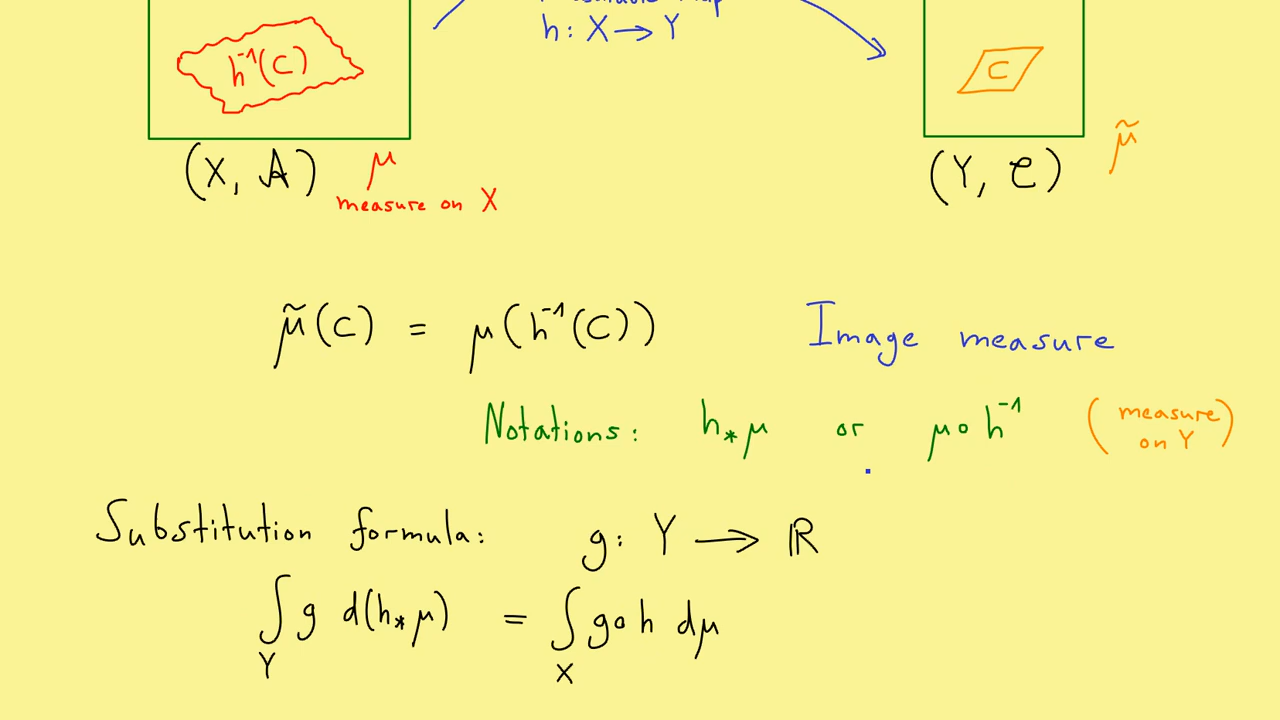 h: X → Y
h⁻¹(C)
C
(X, 𝒜) μ
measure on X
(Y, 𝒞) μ̃
μ̃(C) = μ(h⁻¹(C)) Image measure
Notations: h⁎μ or μ∘h⁻¹ (measure on Y)
Substitution formula: g: Y → ℝ
∫_Y g d(h⁎μ) = ∫_X g∘h dμ